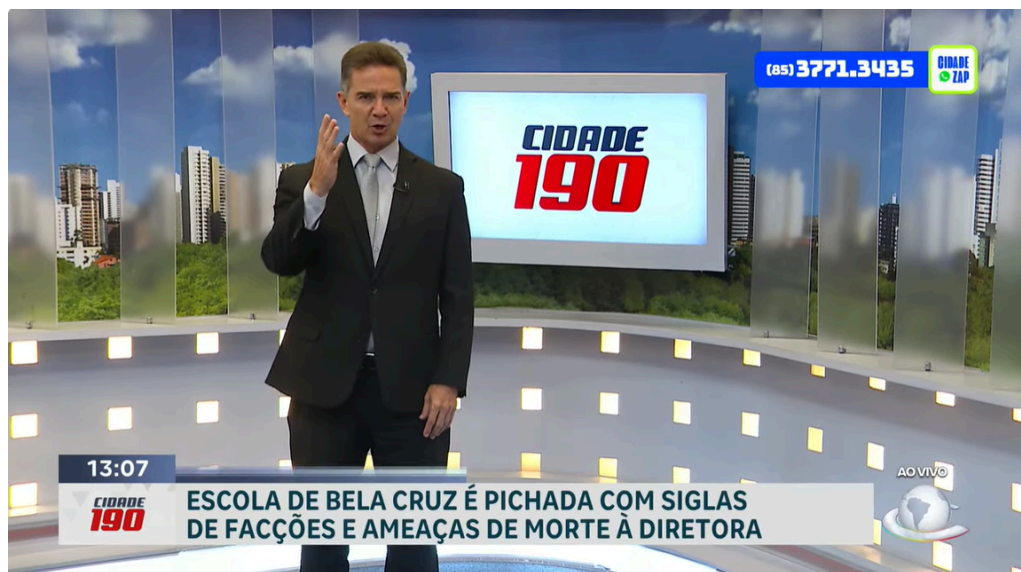 (85) 3771.3435
CIDADE
ZAP
CIDADE
190
13:07
AO VIVO
CIDADE
190
ESCOLA DE BELA CRUZ É PICHADA COM SIGLAS
DE FACÇÕES E AMEAÇAS DE MORTE À DIRETORA